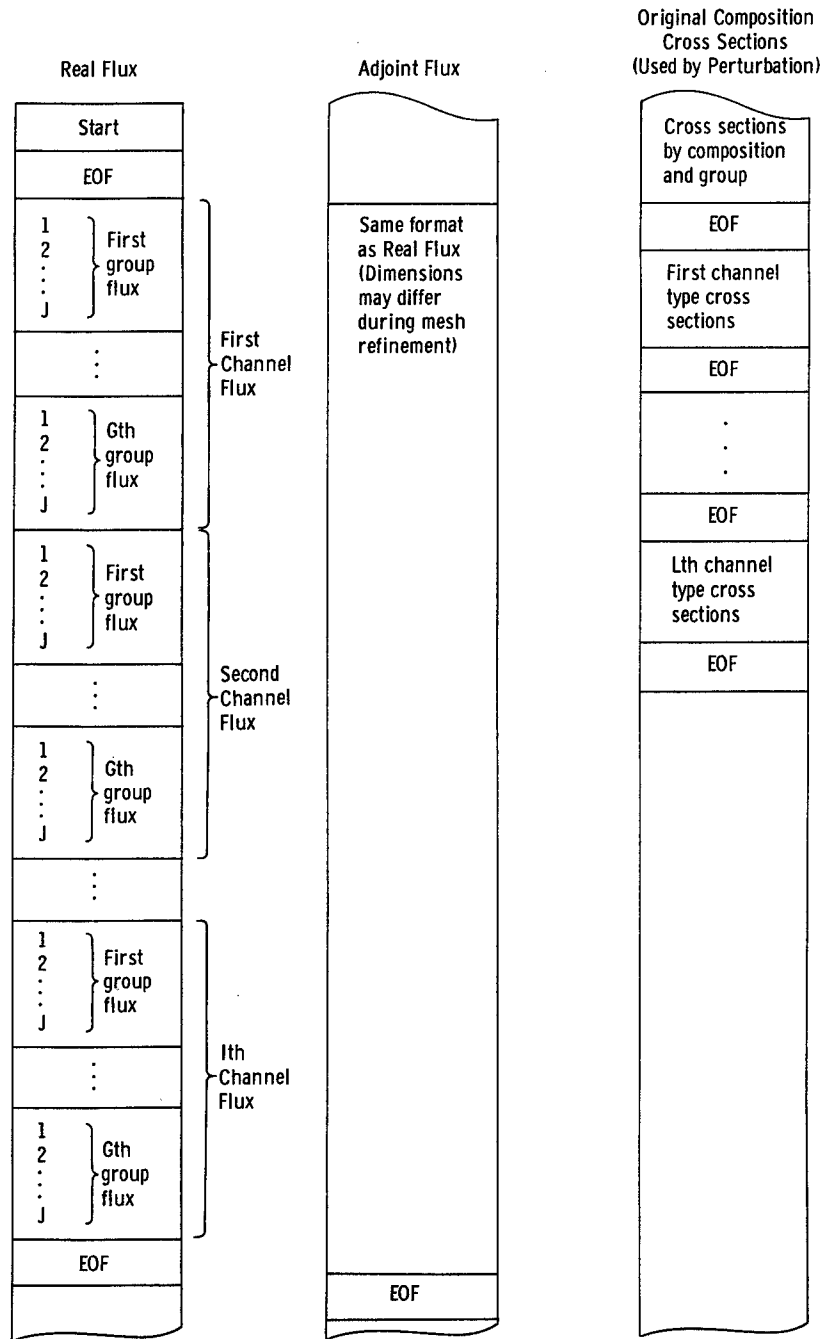 Real Flux
Start
EOF
1
2
.
.
.
J
First
group
flux
.
.
.
1
2
.
.
.
J
Gth
group
flux
First
Channel
Flux
1
2
.
.
.
J
First
group
flux
.
.
.
1
2
.
.
.
J
Gth
group
flux
Second
Channel
Flux
.
.
.
1
2
.
.
.
J
First
group
flux
.
.
.
1
2
.
.
.
J
Gth
group
flux
Ith
Channel
Flux
EOF
Adjoint Flux
Same format
as Real Flux
(Dimensions
may differ
during mesh
refinement)
EOF
Original Composition
Cross Sections
(Used by Perturbation)
Cross sections
by composition
and group
EOF
First channel
type cross
sections
EOF
.
.
.
EOF
Lth channel
type cross
sections
EOF